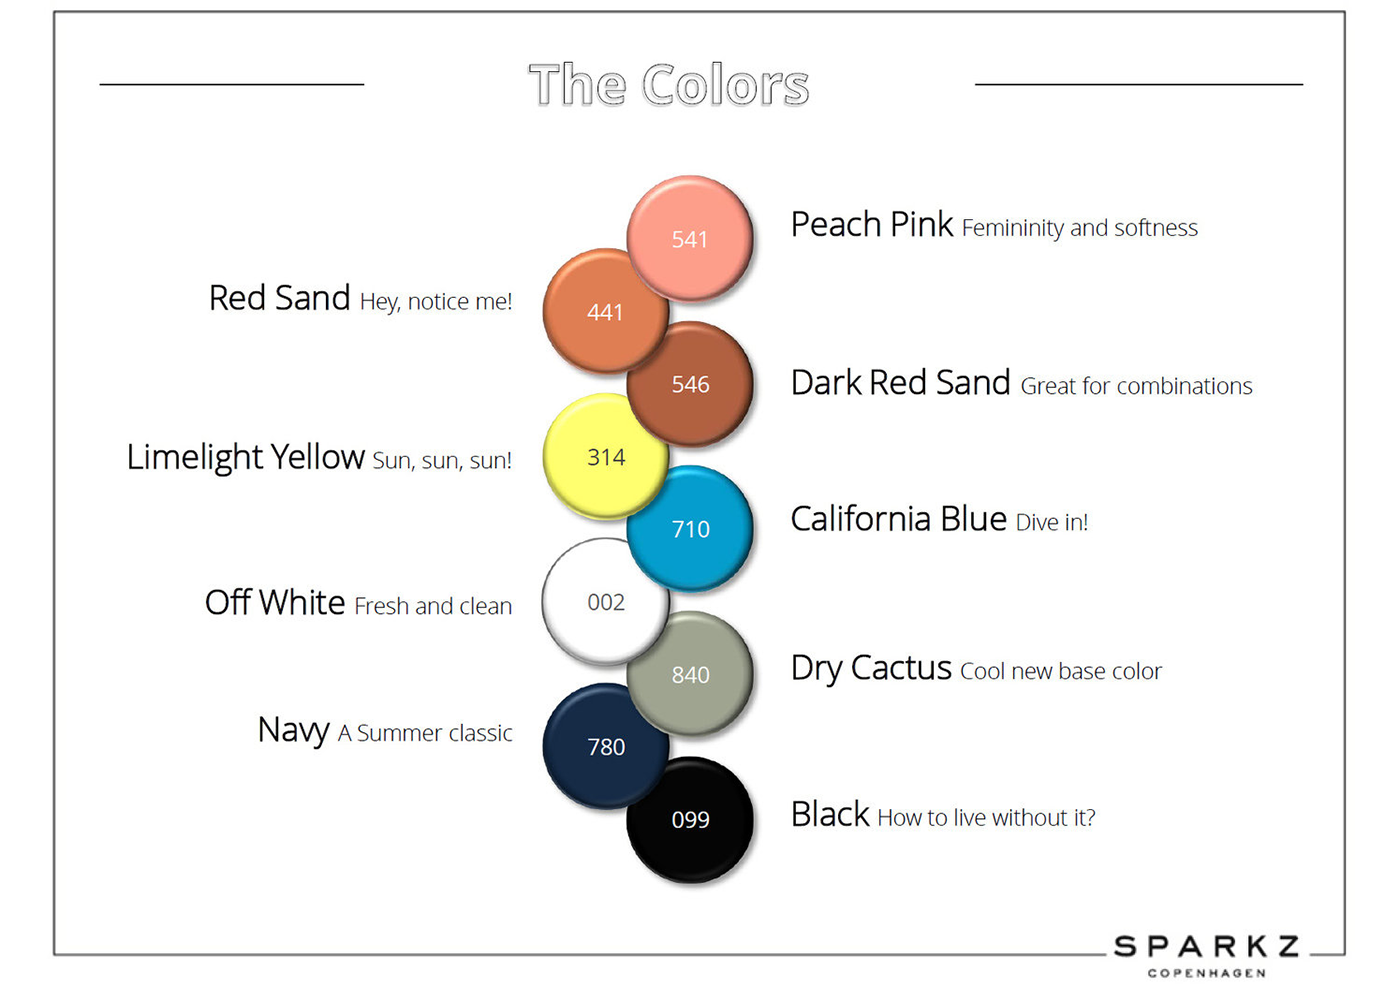 The Colors
541
Peach Pink Femininity and softness
Red Sand Hey, notice me!
441
546
Dark Red Sand Great for combinations
Limelight Yellow Sun, sun, sun!
314
710
California Blue Dive in!
Off White Fresh and clean
002
840
Dry Cactus Cool new base color
Navy A Summer classic
780
099
Black How to live without it?
SPARKZ
COPENHAGEN